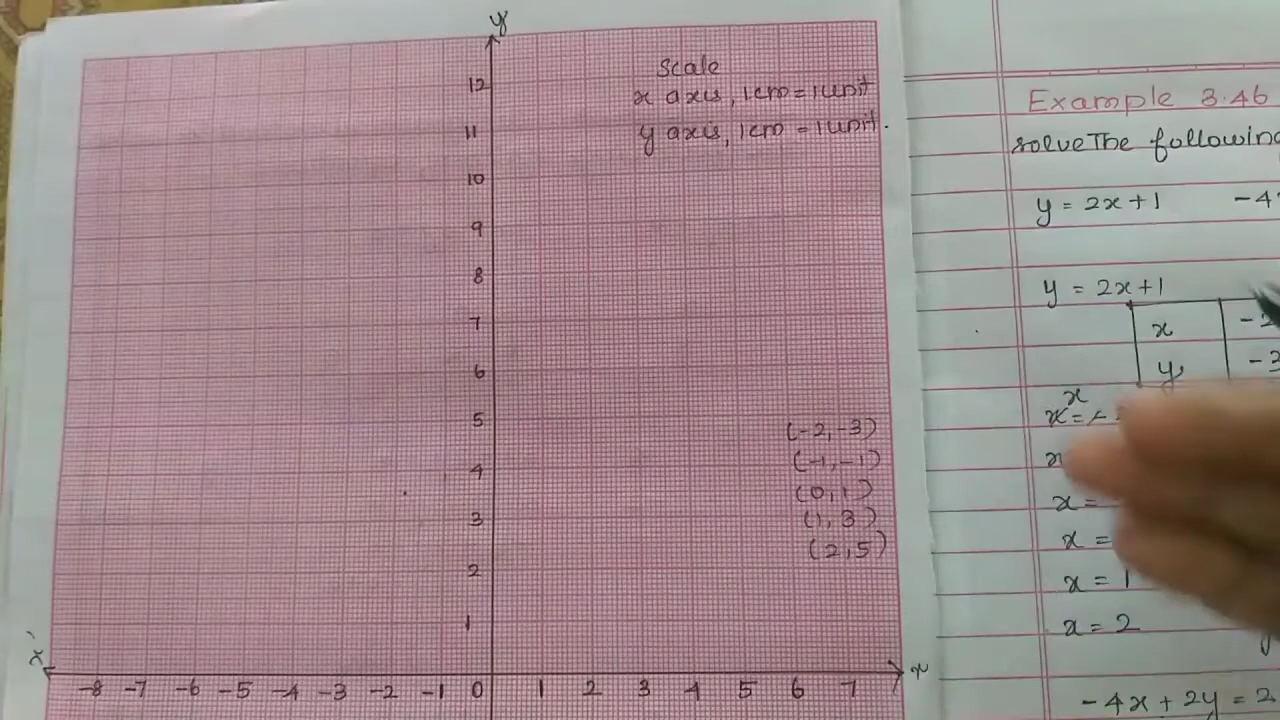 y
Scale
x axis, 1cm = 1unit
y axis, 1cm = 1unit.
12
11
10
9
8
7
6
5
4
3
2
1
(-2,-3)
(-1,-1)
(0,1)
(1,3)
(2,5)
x'
x
-8 -7 -6 -5 -4 -3 -2 -1 0 1 2 3 4 5 6 7
Example 3.46
solve The following
y = 2x+1 -4
y = 2x+1
x
y -3
x
x =
x =
x =
x = 1
x = 2
-4x + 2y = 2